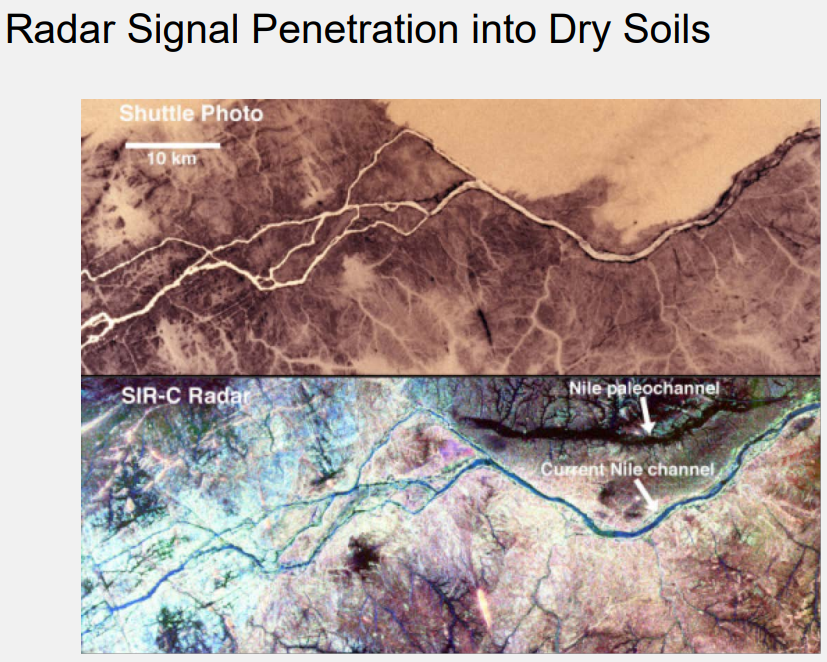 Radar Signal Penetration into Dry Soils
Shuttle Photo
10 km
SIR-C Radar
Nile paleochannel
Current Nile channel